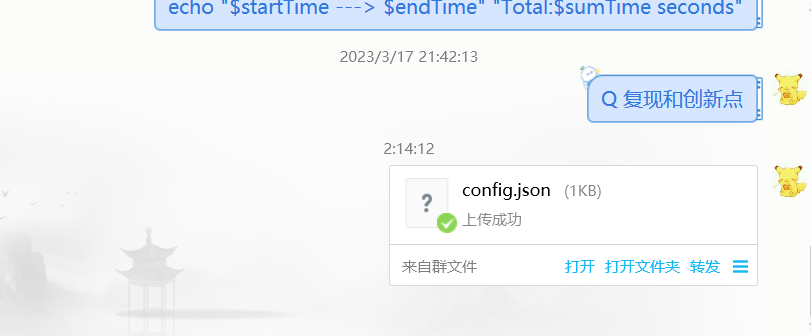 echo "$startTime ---> $endTime" "Total:$sumTime seconds"
2023/3/17 21:42:13
Q 复现和创新点
2:14:12
config.json (1KB)
上传成功
来自群文件 打开 打开文件夹 转发